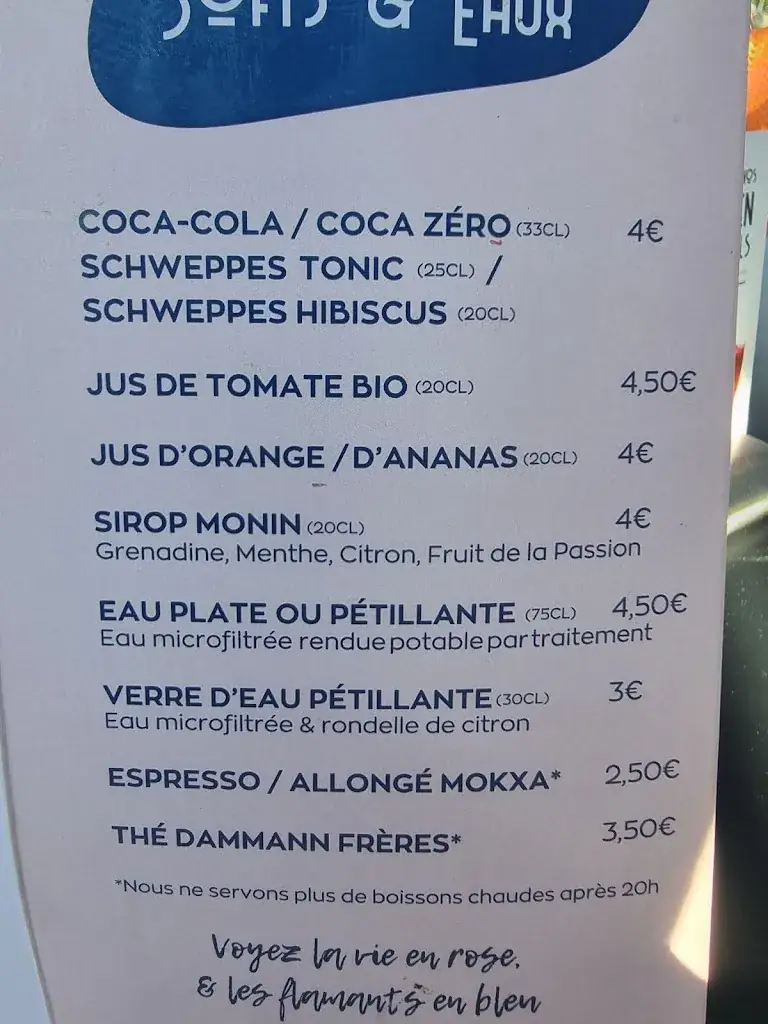 SOFTS & EAUX
COCA-COLA / COCA ZÉRO (33CL) 4€
SCHWEPPES TONIC (25CL) /
SCHWEPPES HIBISCUS (20CL)
JUS DE TOMATE BIO (20CL) 4,50€
JUS D'ORANGE / D'ANANAS (20CL) 4€
SIROP MONIN (20CL) 4€
Grenadine, Menthe, Citron, Fruit de la Passion
EAU PLATE OU PÉTILLANTE (75CL) 4,50€
Eau microfiltrée rendue potable par traitement
VERRE D'EAU PÉTILLANTE (30CL) 3€
Eau microfiltrée & rondelle de citron
ESPRESSO / ALLONGÉ MOKXA* 2,50€
THÉ DAMMANN FRÈRES* 3,50€
*Nous ne servons plus de boissons chaudes après 20h
Voyez la vie en rose,
& les flamants en bleu